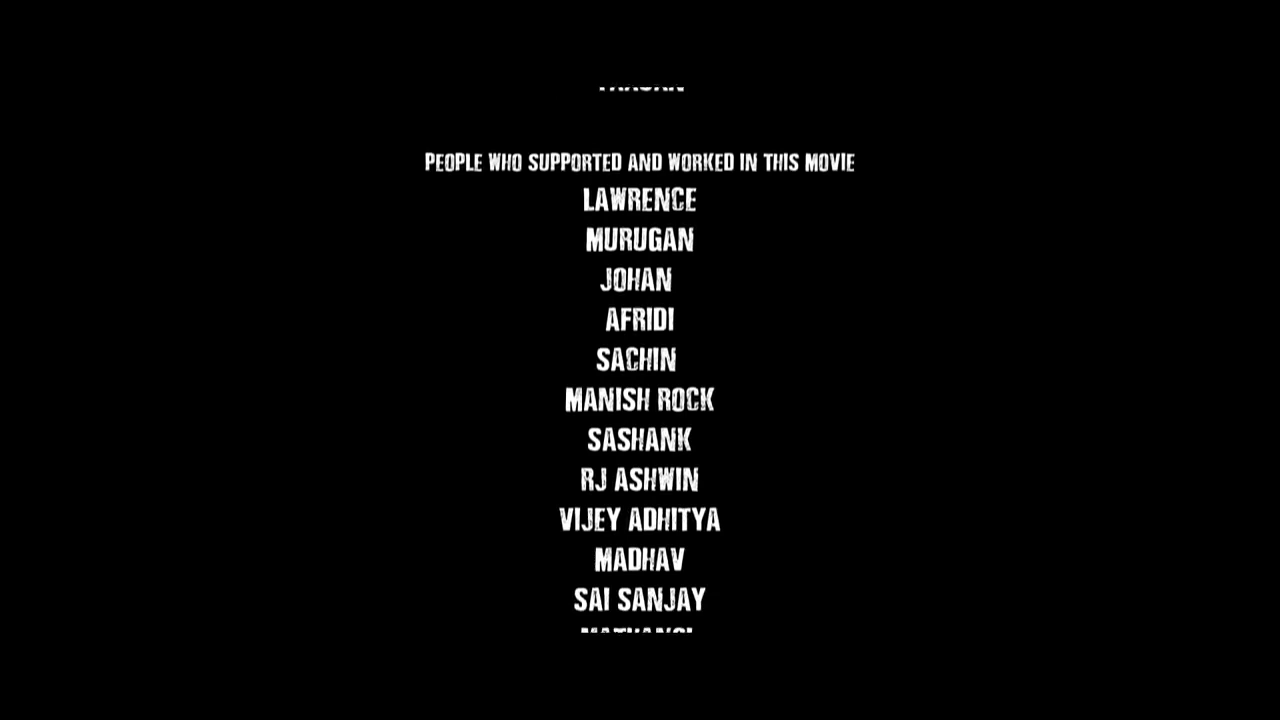 PEOPLE WHO SUPPORTED AND WORKED IN THIS MOVIE
LAWRENCE
MURUGAN
JOHAN
AFRIDI
SACHIN
MANISH ROCK
SASHANK
RJ ASHWIN
VIJEY ADHITYA
MADHAV
SAI SANJAY